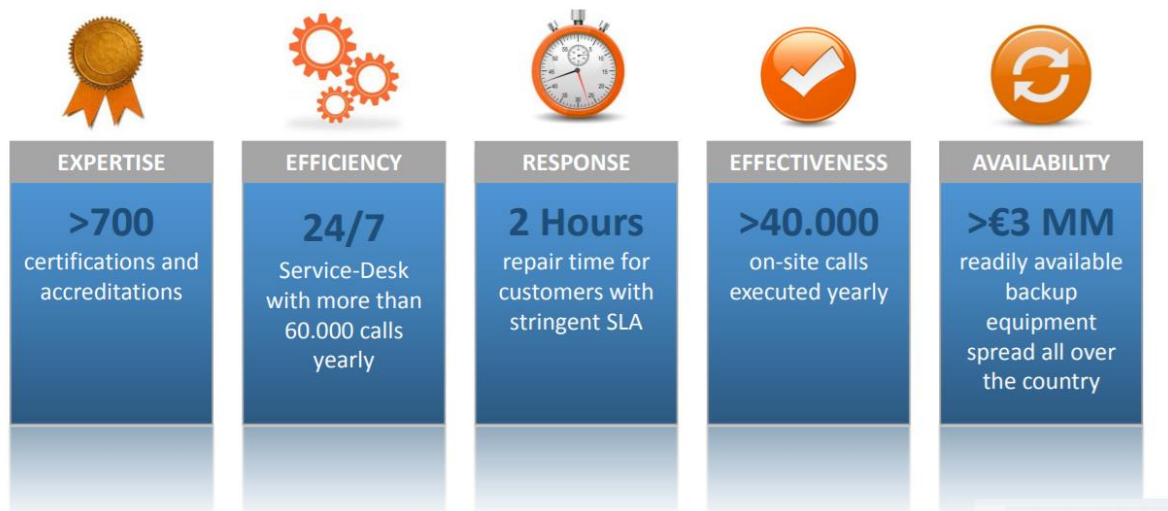 EXPERTISE
>700
certifications and
accreditations
EFFICIENCY
24/7
Service-Desk
with more than
60.000 calls
yearly
RESPONSE
2 Hours
repair time for
customers with
stringent SLA
EFFECTIVENESS
>40.000
on-site calls
executed yearly
AVAILABILITY
>€3 MM
readily available
backup
equipment
spread all over
the country